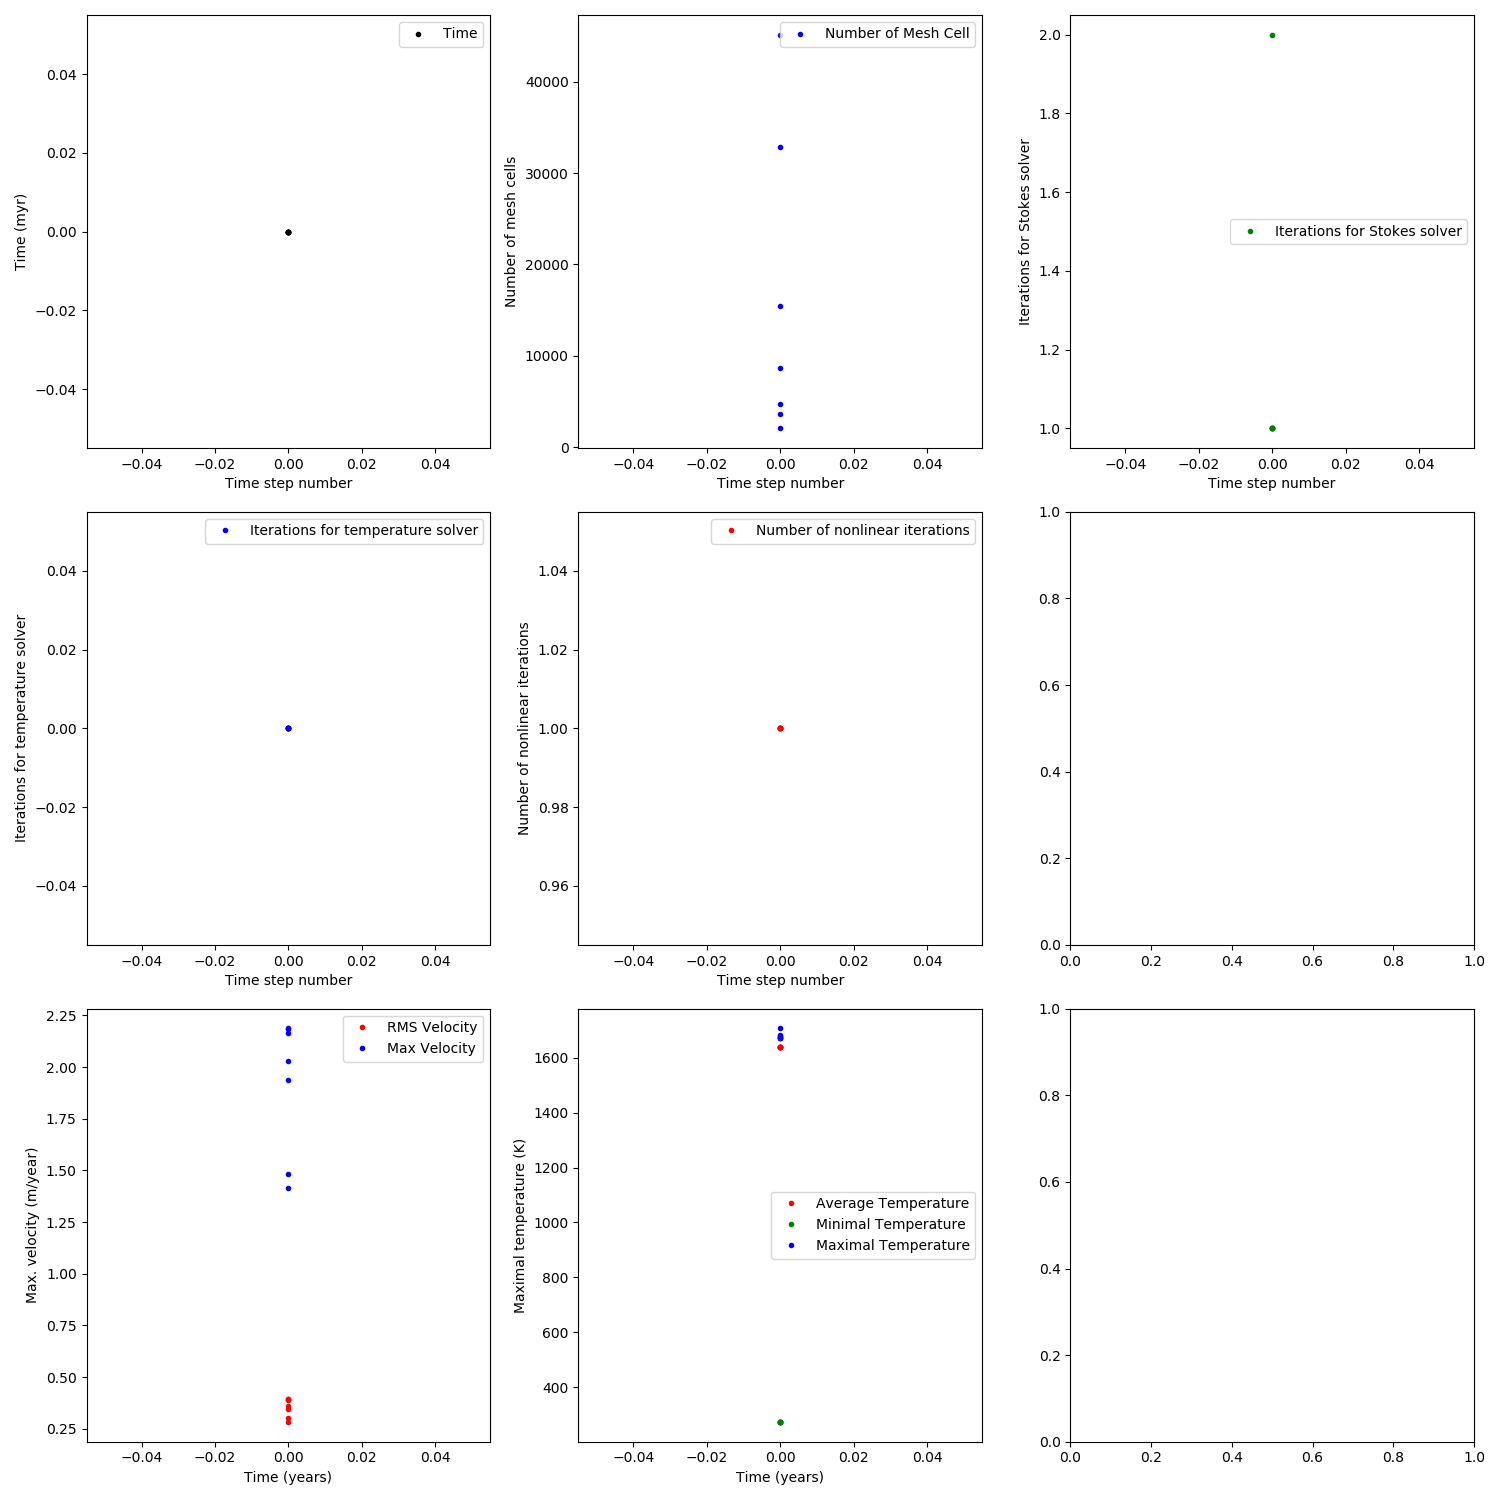 Time
0.04
0.02
0.00
−0.02
−0.04
Time (myr)
−0.04 −0.02 0.00 0.02 0.04
Time step number
Number of Mesh Cell
40000
30000
20000
10000
0
Number of mesh cells
−0.04 −0.02 0.00 0.02 0.04
Time step number
2.0
1.8
1.6
1.4
1.2
1.0
Iterations for Stokes solver
Iterations for Stokes solver
−0.04 −0.02 0.00 0.02 0.04
Time step number
Iterations for temperature solver
0.04
0.02
0.00
−0.02
−0.04
Iterations for temperature solver
−0.04 −0.02 0.00 0.02 0.04
Time step number
Number of nonlinear iterations
1.04
1.02
1.00
0.98
0.96
Number of nonlinear iterations
−0.04 −0.02 0.00 0.02 0.04
Time step number
1.0
0.8
0.6
0.4
0.2
0.0
0.0 0.2 0.4 0.6 0.8 1.0
RMS Velocity
Max Velocity
2.25
2.00
1.75
1.50
1.25
1.00
0.75
0.50
0.25
Max. velocity (m/year)
−0.04 −0.02 0.00 0.02 0.04
Time (years)
1600
1400
1200
1000
800
600
400
Maximal temperature (K)
Average Temperature
Minimal Temperature
Maximal Temperature
−0.04 −0.02 0.00 0.02 0.04
Time (years)
1.0
0.8
0.6
0.4
0.2
0.0
0.0 0.2 0.4 0.6 0.8 1.0